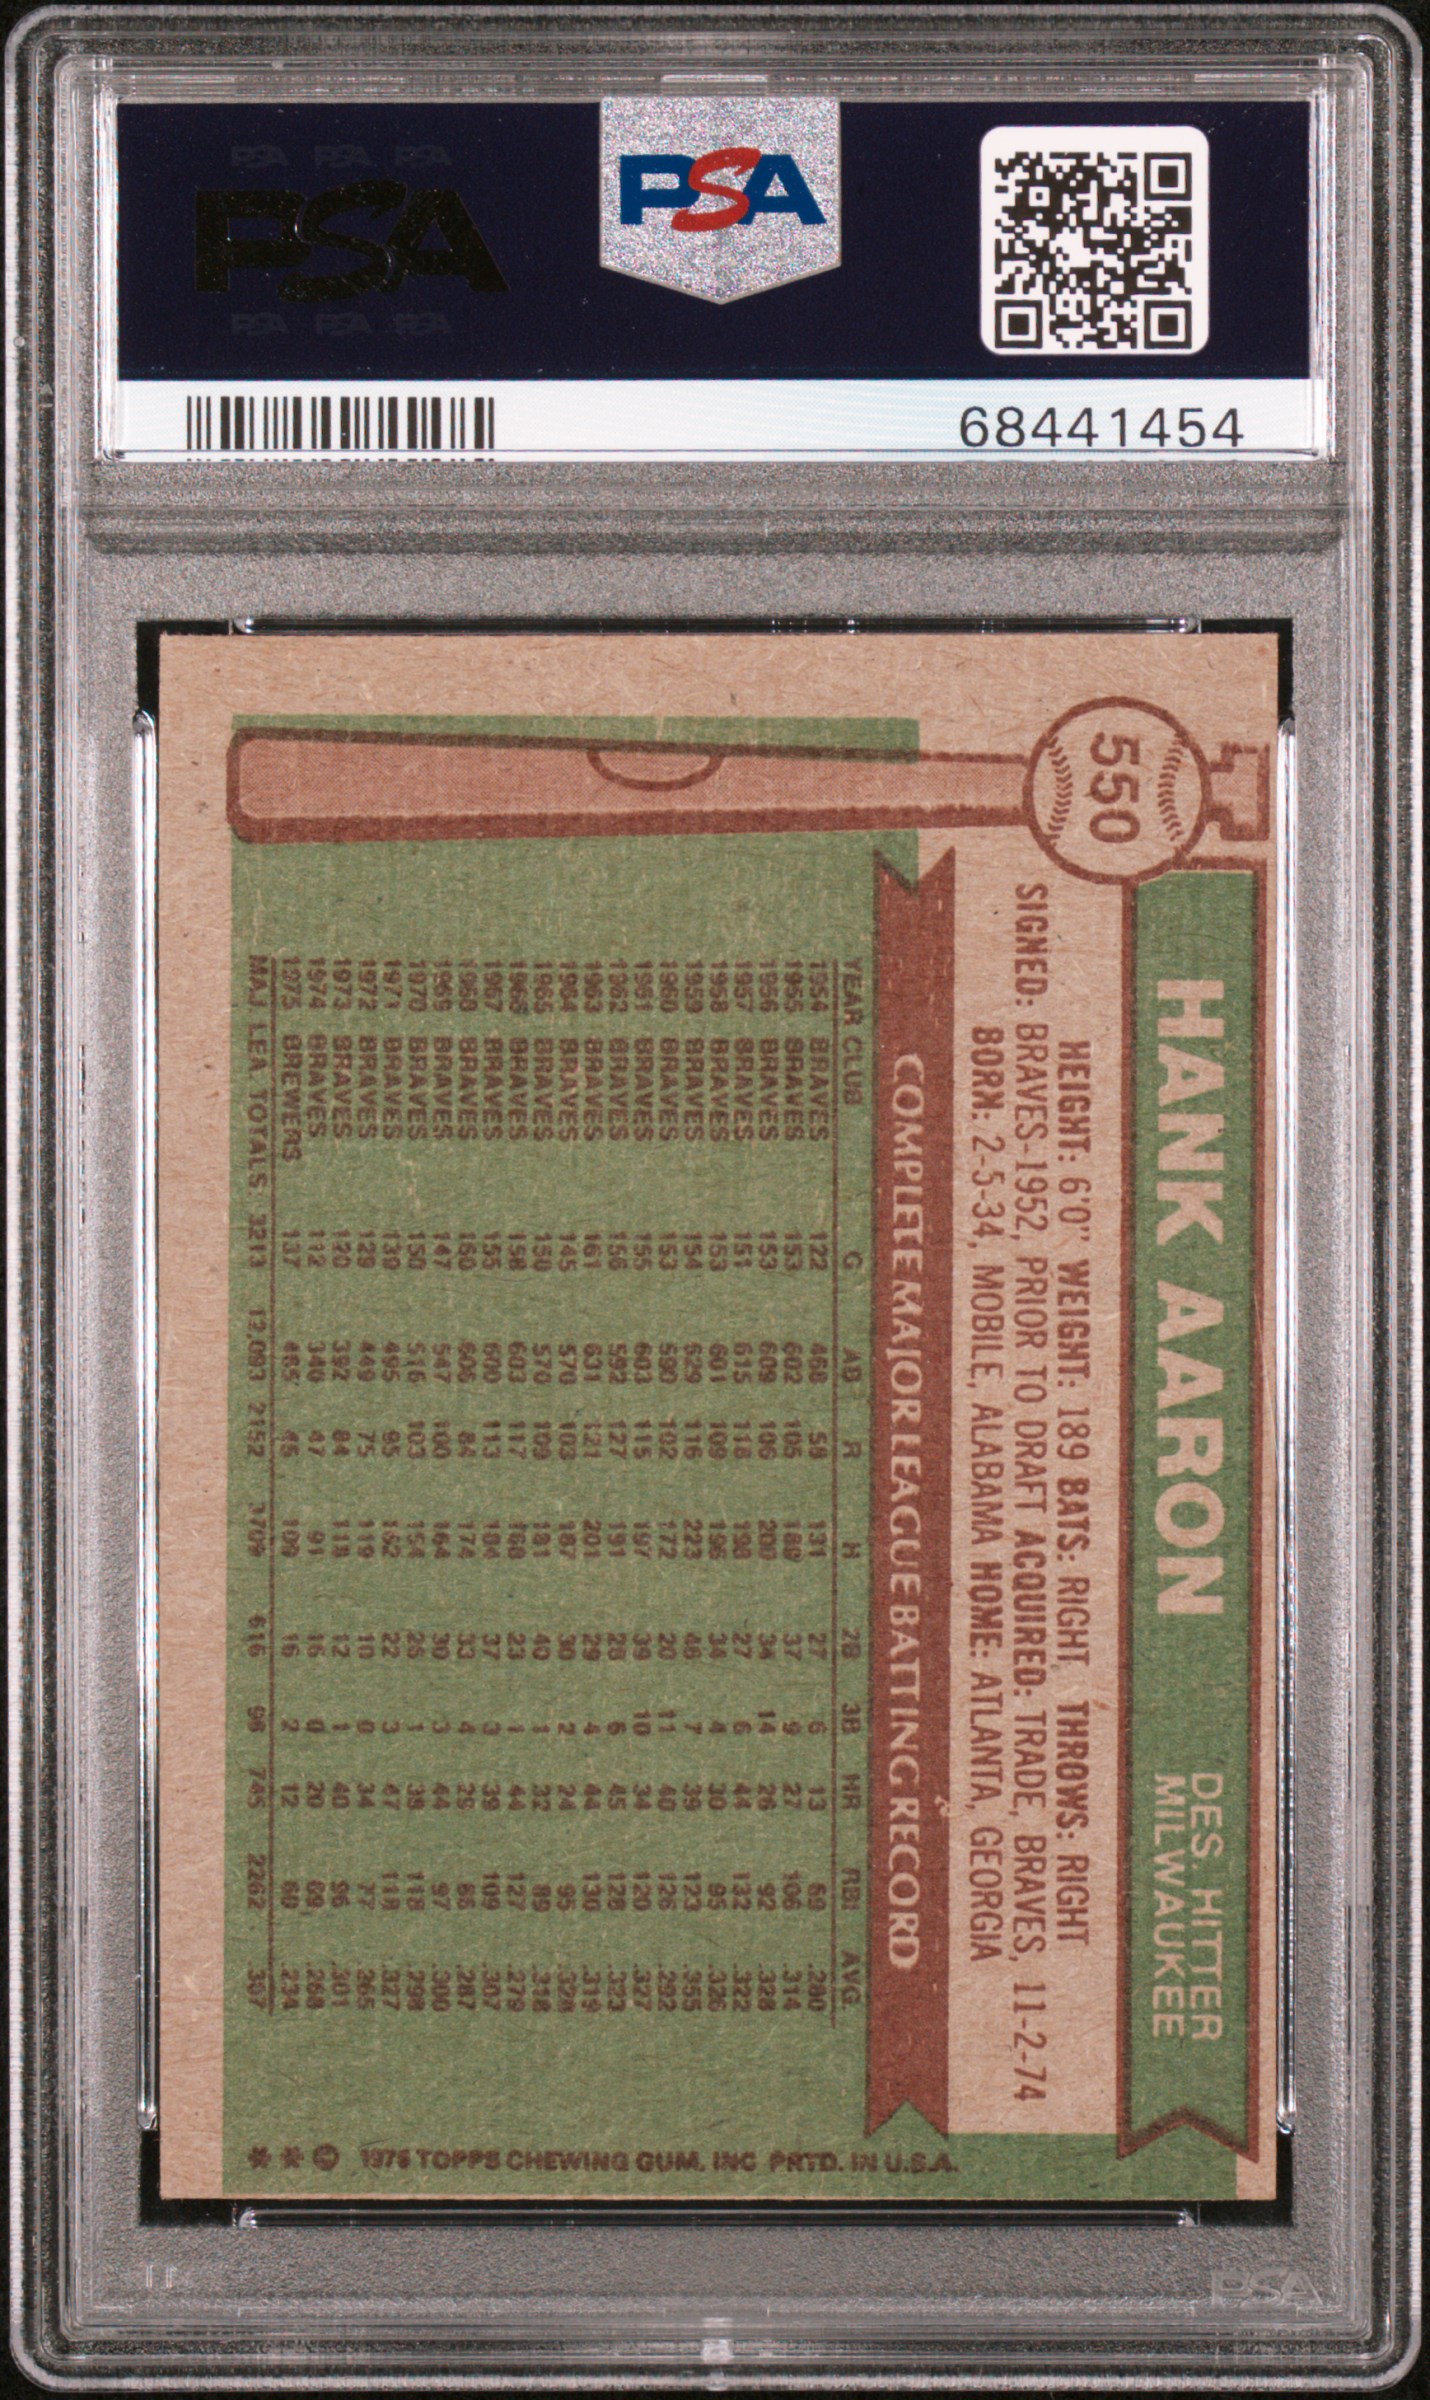 PSA PSA PSA
PSA
PSA PSA PSA
PSA
68441454
550
HANK AARON
DES. HITTER
MILWAUKEE
HEIGHT: 6'0" WEIGHT: 189 BATS: RIGHT THROWS: RIGHT
SIGNED: BRAVES-1952, PRIOR TO DRAFT ACQUIRED: TRADE, BRAVES, 11-2-74
BORN: 2-5-34, MOBILE, ALABAMA HOME: ATLANTA, GEORGIA
COMPLETE MAJOR LEAGUE BATTING RECORD
YEAR CLUB G AB R H 2B 3B HR RBI AVG.
1954 BRAVES 122 468 58 131 27 6 13 69 .280
1955 BRAVES 153 602 105 189 37 9 27 106 .314
1956 BRAVES 153 609 106 200 34 14 26 92 .328
1957 BRAVES 151 615 118 198 27 6 44 132 .322
1958 BRAVES 153 601 109 196 34 4 30 95 .326
1959 BRAVES 154 629 116 223 46 7 39 123 .355
1960 BRAVES 153 590 102 172 20 11 40 126 .292
1961 BRAVES 155 603 115 197 39 10 34 120 .327
1962 BRAVES 156 592 127 191 28 6 45 128 .323
1963 BRAVES 161 631 121 201 29 4 44 130 .319
1964 BRAVES 145 570 103 187 30 2 24 95 .328
1965 BRAVES 150 570 109 181 40 1 32 89 .318
1966 BRAVES 158 603 117 168 23 1 44 127 .279
1967 BRAVES 155 600 113 184 37 3 39 109 .307
1968 BRAVES 160 606 84 174 33 4 29 86 .287
1969 BRAVES 147 547 100 164 30 3 44 97 .300
1970 BRAVES 150 516 103 154 26 1 38 118 .298
1971 BRAVES 139 495 95 162 22 3 47 118 .327
1972 BRAVES 129 449 75 119 10 0 34 77 .265
1973 BRAVES 120 392 84 118 12 1 40 96 .301
1974 BRAVES 112 340 47 91 16 0 20 69 .268
1975 BREWERS 137 465 45 109 16 2 12 60 .234
MAJ. LEA. TOTALS 3213 12,093 2152 3709 616 96 745 2262 .307
* * © 1976 TOPPS CHEWING GUM, INC. PRTD. IN U.S.A.
PSA